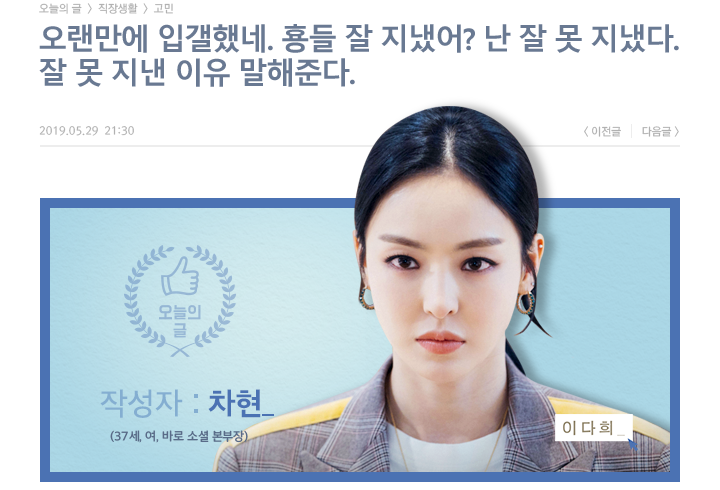 오늘의 글 > 직장생활 > 고민
오랜만에 입갤했네. 횽들 잘 지냈어? 난 잘 못 지냈다.
잘 못 지낸 이유 말해준다.
2019.05.29 21:30
< 이전글 | 다음글 >
오늘의
글
작성자 : 차현_
(37세, 여, 바로 소셜 본부장)
이다희_